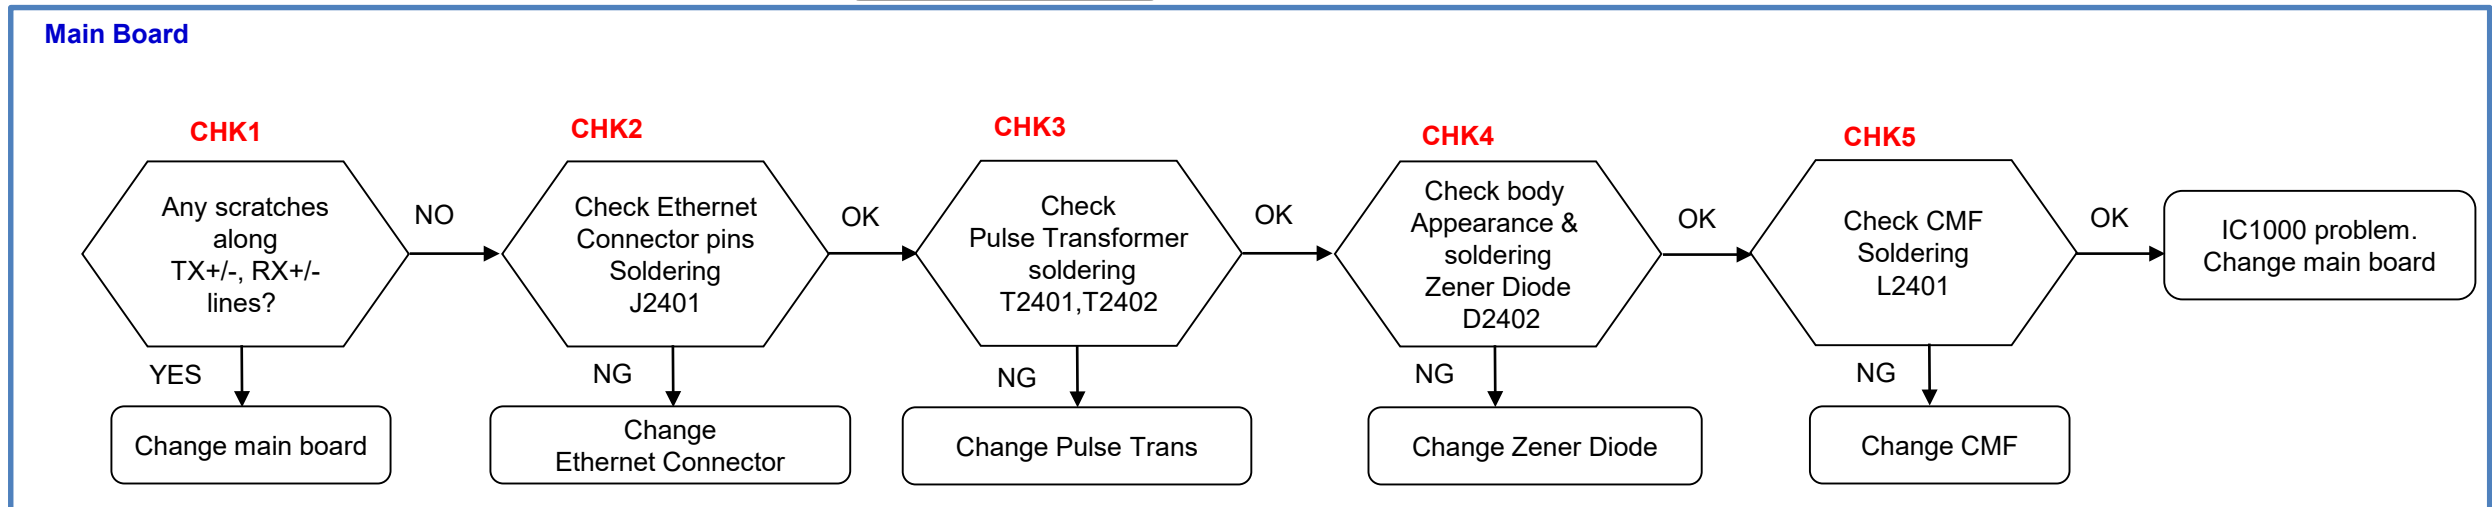 Main Board
CHK1
Any scratches
along
TX+/-, RX+/-
lines?
NO
YES
Change main board
CHK2
Check Ethernet
Connector pins
Soldering
J2401
OK
NG
Change
Ethernet Connector
CHK3
Check
Pulse Transformer
soldering
T2401,T2402
OK
NG
Change Pulse Trans
CHK4
Check body
Appearance &
soldering
Zener Diode
D2402
OK
NG
Change Zener Diode
CHK5
Check CMF
Soldering
L2401
OK
NG
Change CMF
IC1000 problem.
Change main board